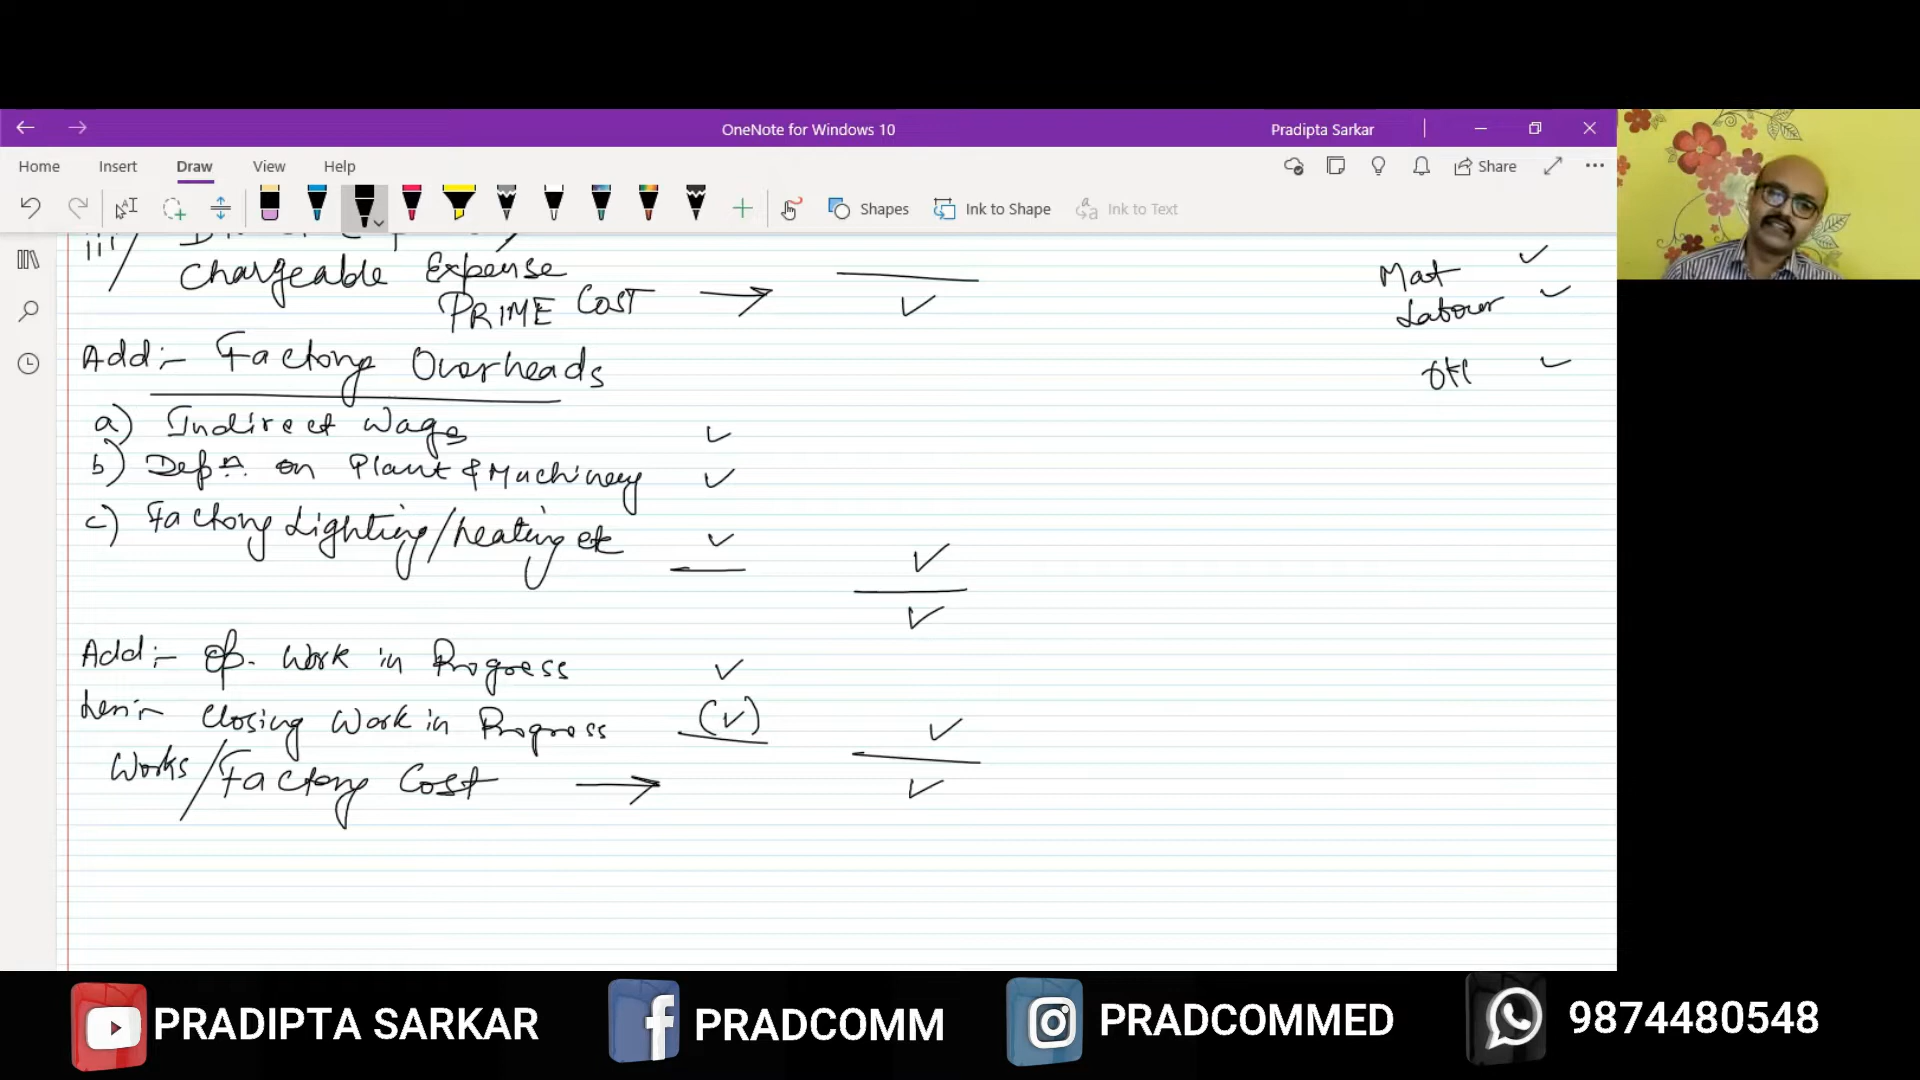 OneNote for Windows 10
Pradipta Sarkar
Home Insert Draw View Help
Share
Shapes Ink to Shape Ink to Text
iii/
Chargeable Expense
PRIME COST →
Add:- Factory Overheads
a) Indirect Wages
b) Depn. on Plant & Machinery
c) Factory Lighting/heating etc
Add:- Op. Work in Progress
Less:- Closing Work in Progress
Works/Factory Cost →
Mat
Labour
PRADIPTA SARKAR
PRADCOMM
PRADCOMMED
9874480548